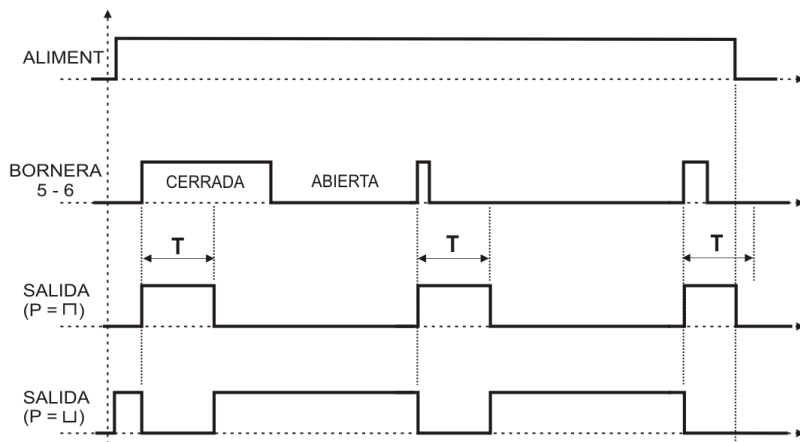 ALIMENT
BORNERA
5 - 6
CERRADA
ABIERTA
T
T
T
SALIDA
(P = ⊓)
SALIDA
(P = ⊔)